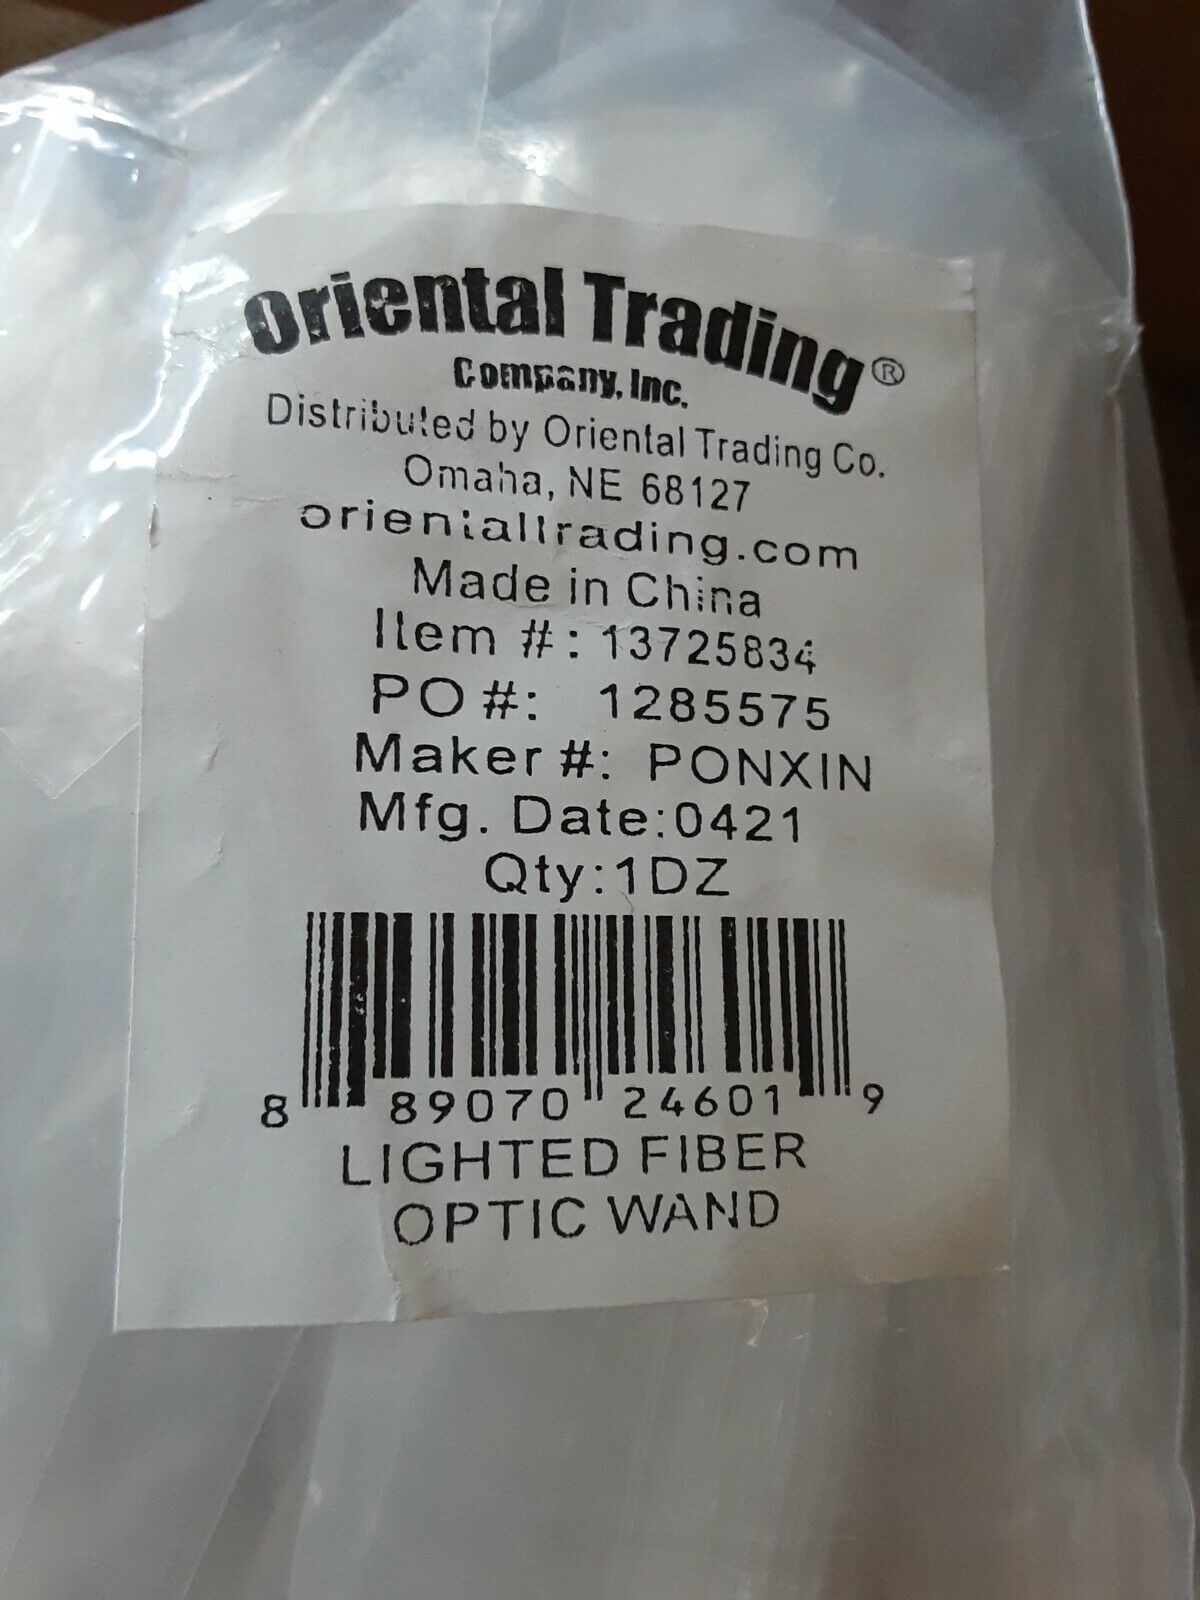 Oriental Trading®
Company, Inc.
Distributed by Oriental Trading Co.
Omaha, NE 68127
orientaltrading.com
Made in China
Item #: 13725834
PO #: 1285575
Maker #: PONXIN
Mfg. Date:0421
Qty:1DZ
8 89070 24601 9
LIGHTED FIBER
OPTIC WAND